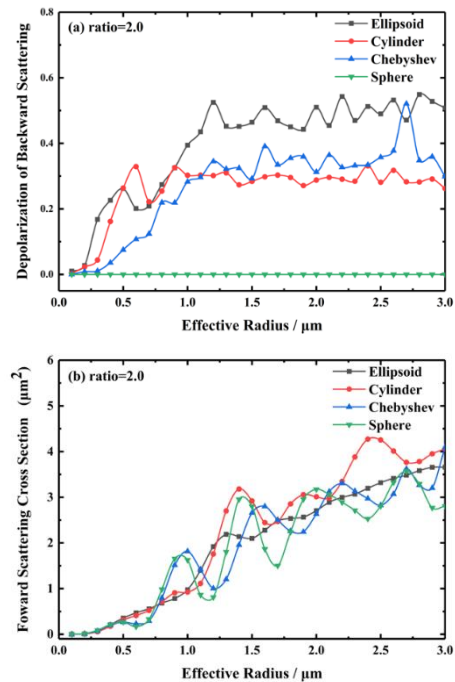 (a) ratio=2.0
Ellipsoid
Cylinder
Chebyshev
Sphere
Depolarization of Backward Scattering
0.8
0.6
0.4
0.2
0.0
0.0 0.5 1.0 1.5 2.0 2.5 3.0
Effective Radius / μm
(b) ratio=2.0
Ellipsoid
Cylinder
Chebyshev
Sphere
Foward Scattering Cross Section (μm²)
6
5
4
3
2
1
0
0.0 0.5 1.0 1.5 2.0 2.5 3.0
Effective Radius / μm